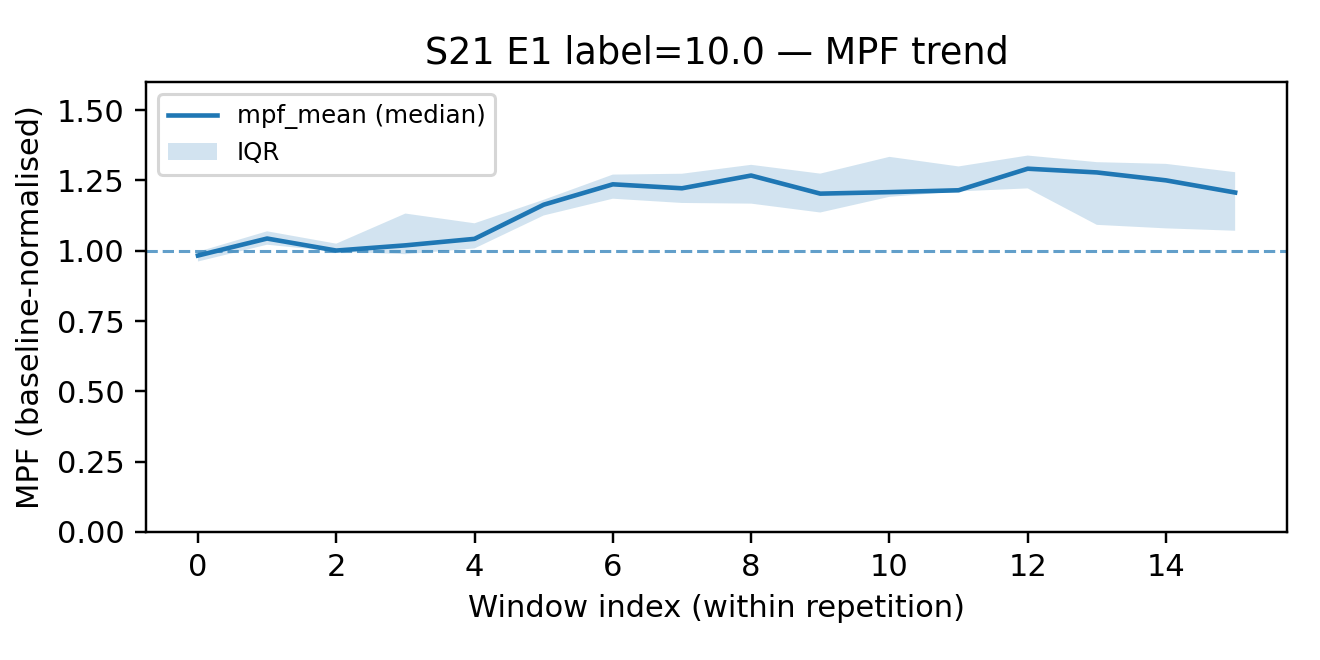 S21 E1 label=10.0 — MPF trend
mpf_mean (median)
IQR
MPF (baseline-normalised)
1.50
1.25
1.00
0.75
0.50
0.25
0.00
0 2 4 6 8 10 12 14
Window index (within repetition)